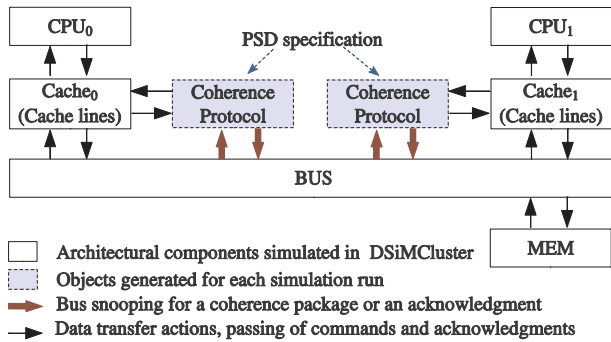 CPU₀
PSD specification
CPU₁
Cache₀
(Cache lines)
Coherence
Protocol
Coherence
Protocol
Cache₁
(Cache lines)
BUS
MEM
Architectural components simulated in DSiMCluster
Objects generated for each simulation run
Bus snooping for a coherence package or an acknowledgment
Data transfer actions, passing of commands and acknowledgments